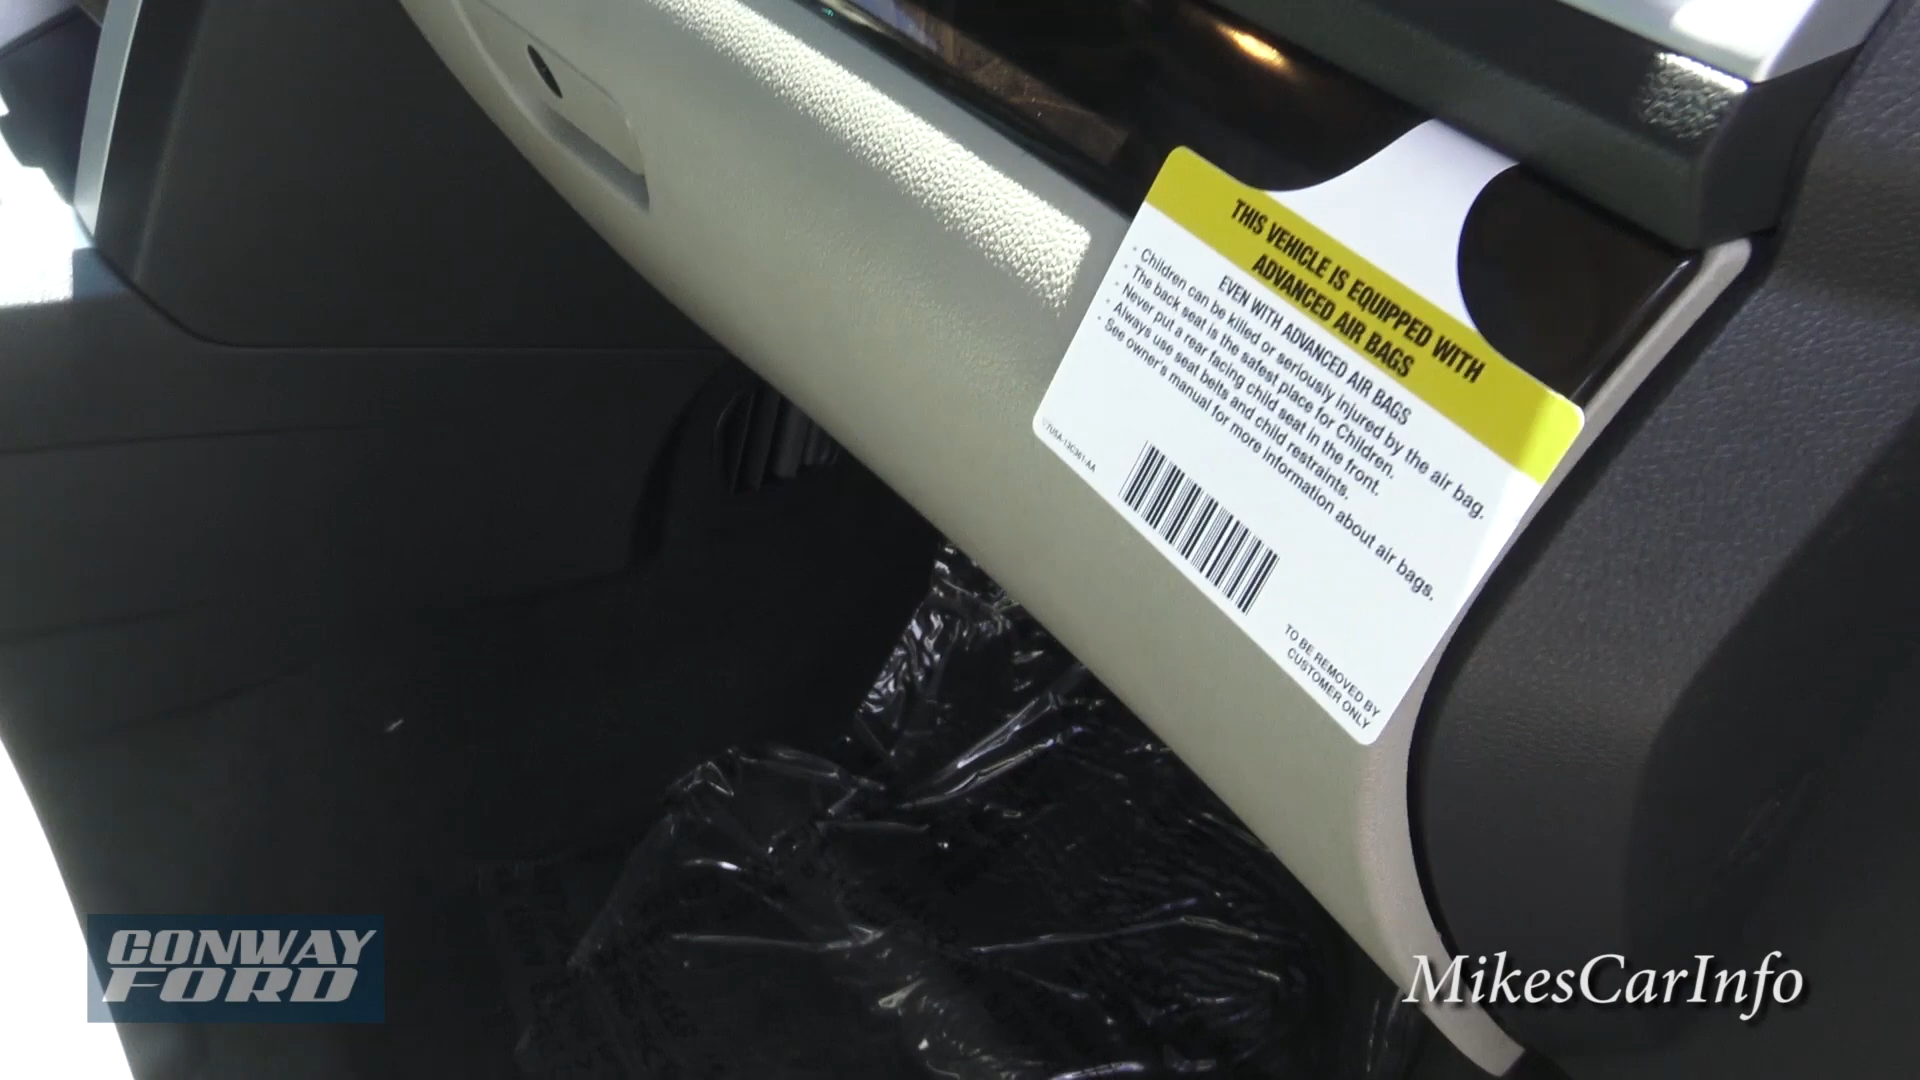 THIS VEHICLE IS EQUIPPED WITH
ADVANCED AIR BAGS
EVEN WITH ADVANCED AIR BAGS
- Children can be killed or seriously injured by the air bag.
- The back seat is the safest place for Children.
- Never put a rear facing child seat in the front.
- Always use seat belts and child restraints.
- See owner's manual for more information about air bags.
TO BE REMOVED BY
CUSTOMER ONLY
CONWAY
FORD
MikesCarInfo